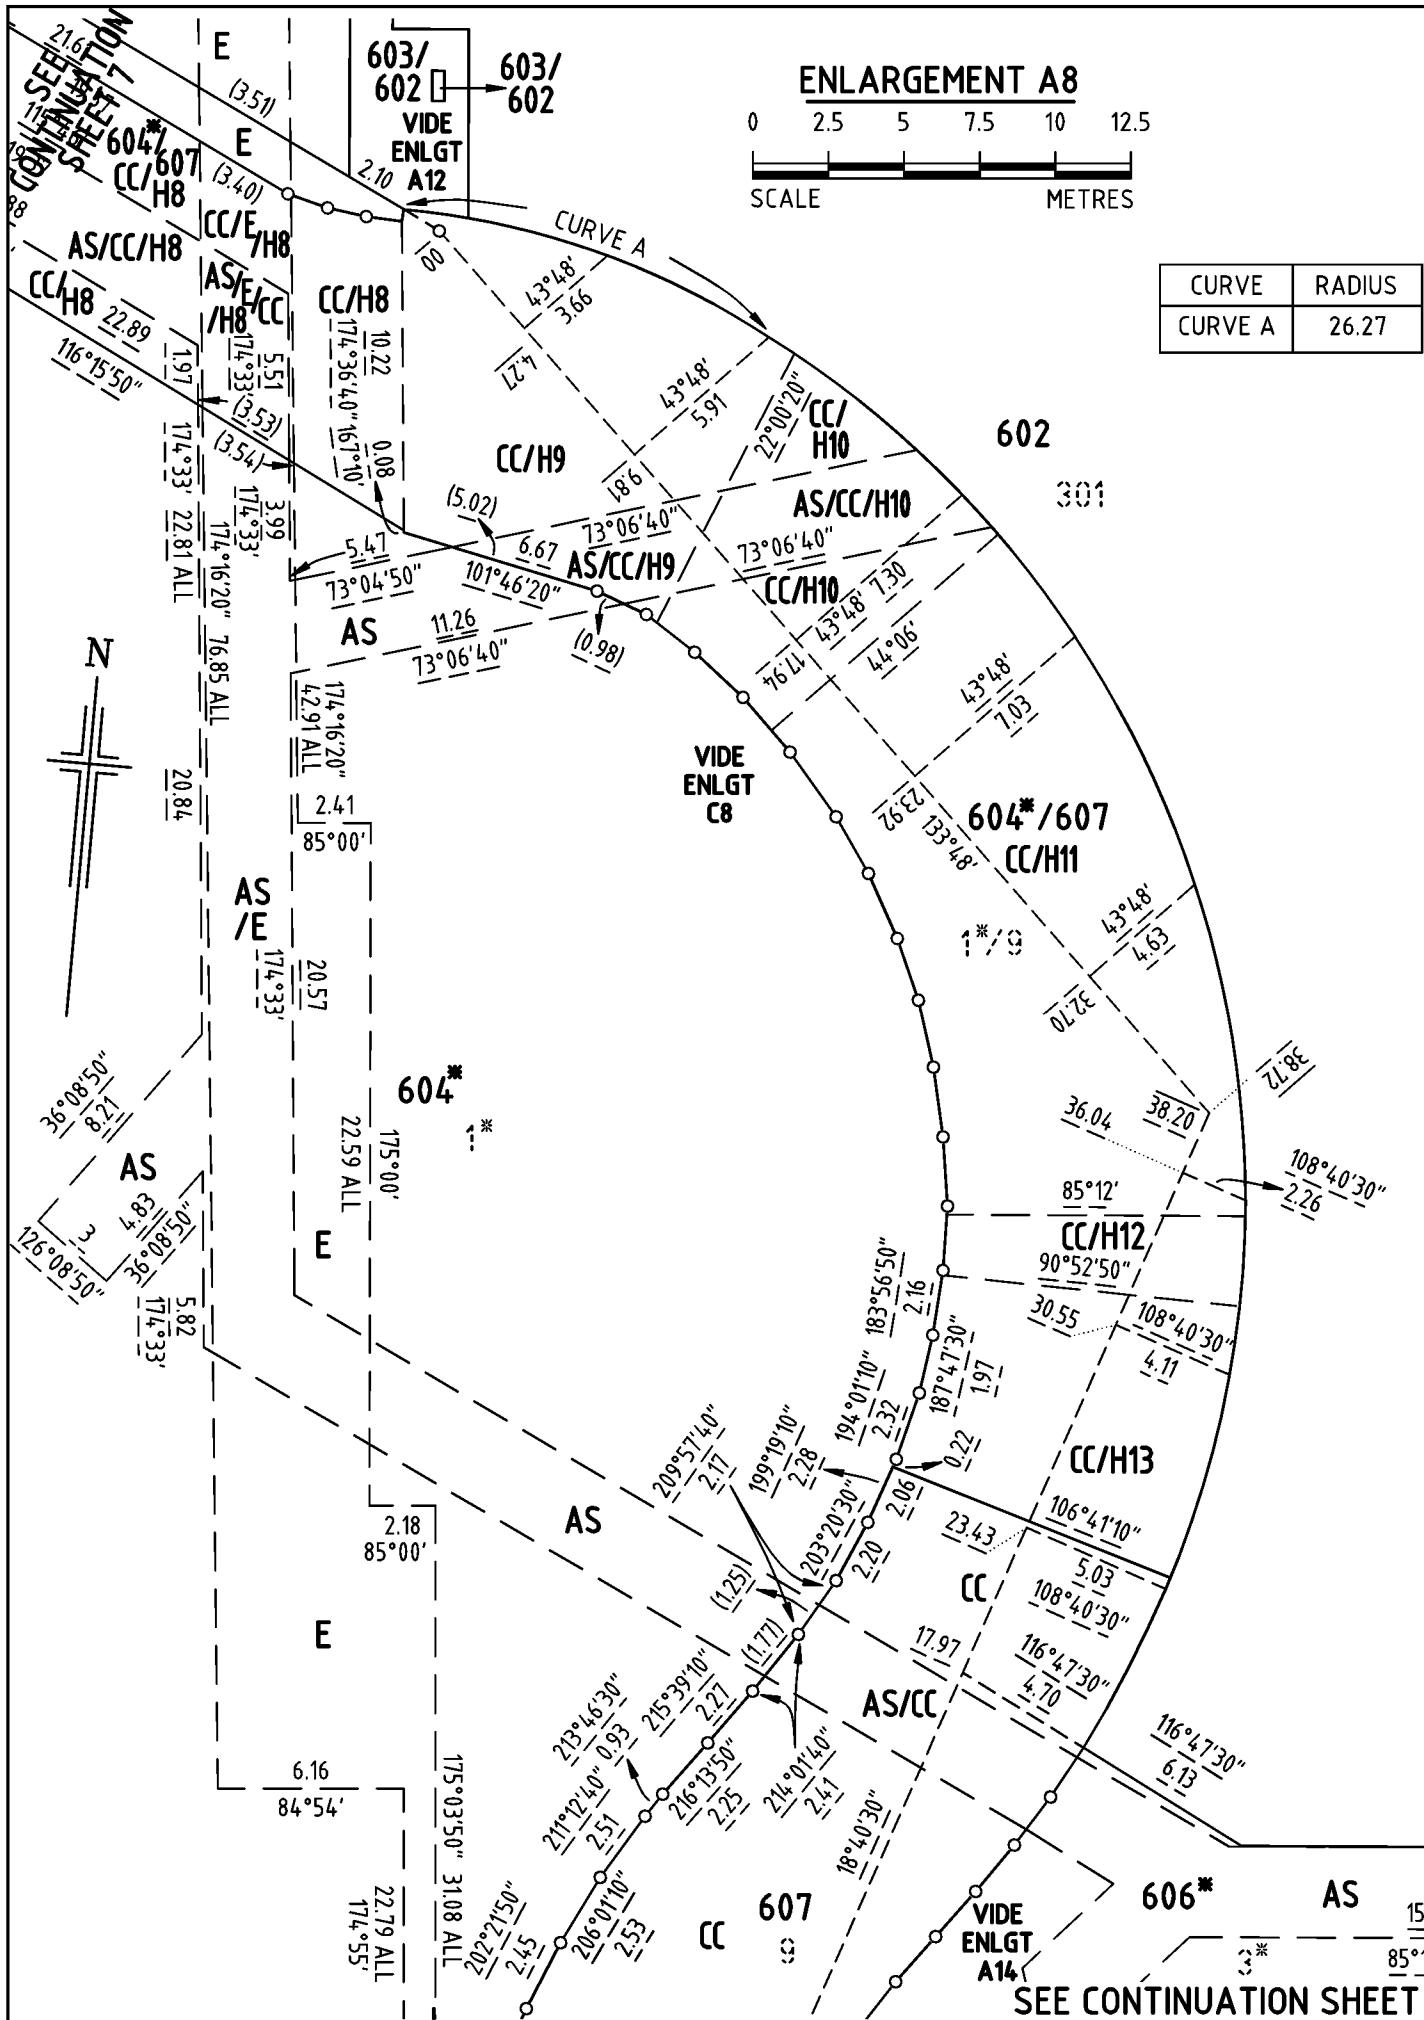 ENLARGEMENT A8
0 2.5 5 7.5 10 12.5
SCALE METRES
CURVE RADIUS
CURVE A 26.27
SEE
CONTINUATION
SHEET 7
E
(3.51)
603/
602
603/
602
VIDE
ENLGT
A12
2.10
604*/
607
CC/
H8
E
(3.40)
CC/E
/H8
AS/CC/H8
AS/E/CC
/H8
CC/H8
CC/
H8
22.89
116°15'50"
1.97
5.51
174°33'
10.22
174°36'40"
167°10'
0.08
(3.53)
(3.54)
CURVE A
00
43°48'
3.66
4.27
43°48'
5.91
9.81
22°00'20"
CC/
H10
602
301
CC/H9
(5.02)
6.67
101°46'20"
5.47
73°04'50"
73°06'40"
AS/CC/H10
73°06'40"
AS/CC/H9
CC/H10
43°48' 7.30
44°06'
17.94
(0.98)
AS
11.26
73°06'40"
174°33' 22.81 ALL
174°16'20" 76.85 ALL
3.99
174°33'
N
174°16'20"
42.91 ALL
20.84
2.41
85°00'
VIDE
ENLGT
C8
43°48'
7.03
23.92
133°48'
604*/607
CC/H11
1*/9
43°48'
4.63
32.70
AS
/E
20.57
174°33'
36°08'50"
8.21
604*
1*
175°00'
22.59 ALL
AS
4.83
36°08'50"
3
126°08'50"
5.82
174°33'
E
38.72
38.20
36.04
108°40'30"
2.26
85°12'
CC/H12
90°52'50"
30.55
108°40'30"
4.11
183°56'50"
2.16
187°47'30"
1.97
194°01'10"
2.32
0.22
199°19'10"
2.28
209°57'40"
2.17
2.06
203°20'30"
2.20
CC/H13
106°41'10"
5.03
108°40'30"
23.43
CC
AS
2.18
85°00'
(1.25)
(1.77)
17.97
116°47'30"
4.70
116°47'30"
6.13
AS/CC
E
213°46'30"
0.93
215°39'10"
2.27
211°12'40"
2.51
216°13'50"
2.25
214°01'40"
2.41
6.16
84°54'
175°03'50" 31.08 ALL
18°40'30"
22.79 ALL
174°55'
202°21'50"
2.45
206°01'10"
2.53
CC
607
9
VIDE
ENLGT
A14
606*
AS
3*
SEE CONTINUATION SHEET